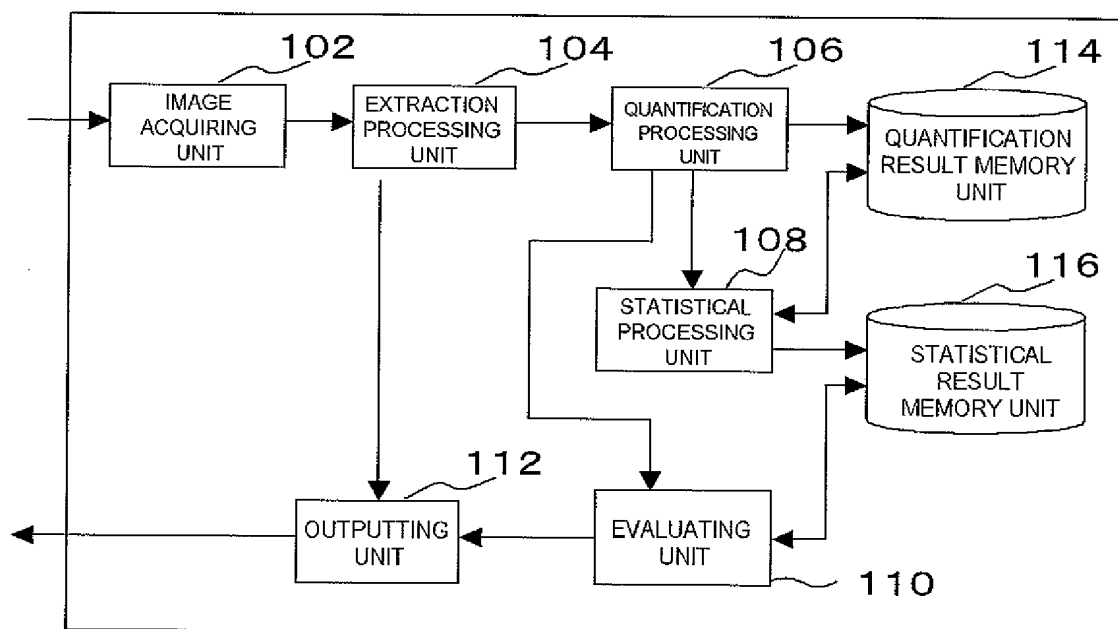 102
IMAGE
ACQUIRING
UNIT
104
EXTRACTION
PROCESSING
UNIT
106
QUANTIFICATION
PROCESSING
UNIT
114
QUANTIFICATION
RESULT MEMORY
UNIT
108
STATISTICAL
PROCESSING
UNIT
116
STATISTICAL
RESULT
MEMORY UNIT
112
OUTPUTTING
UNIT
EVALUATING
UNIT
110